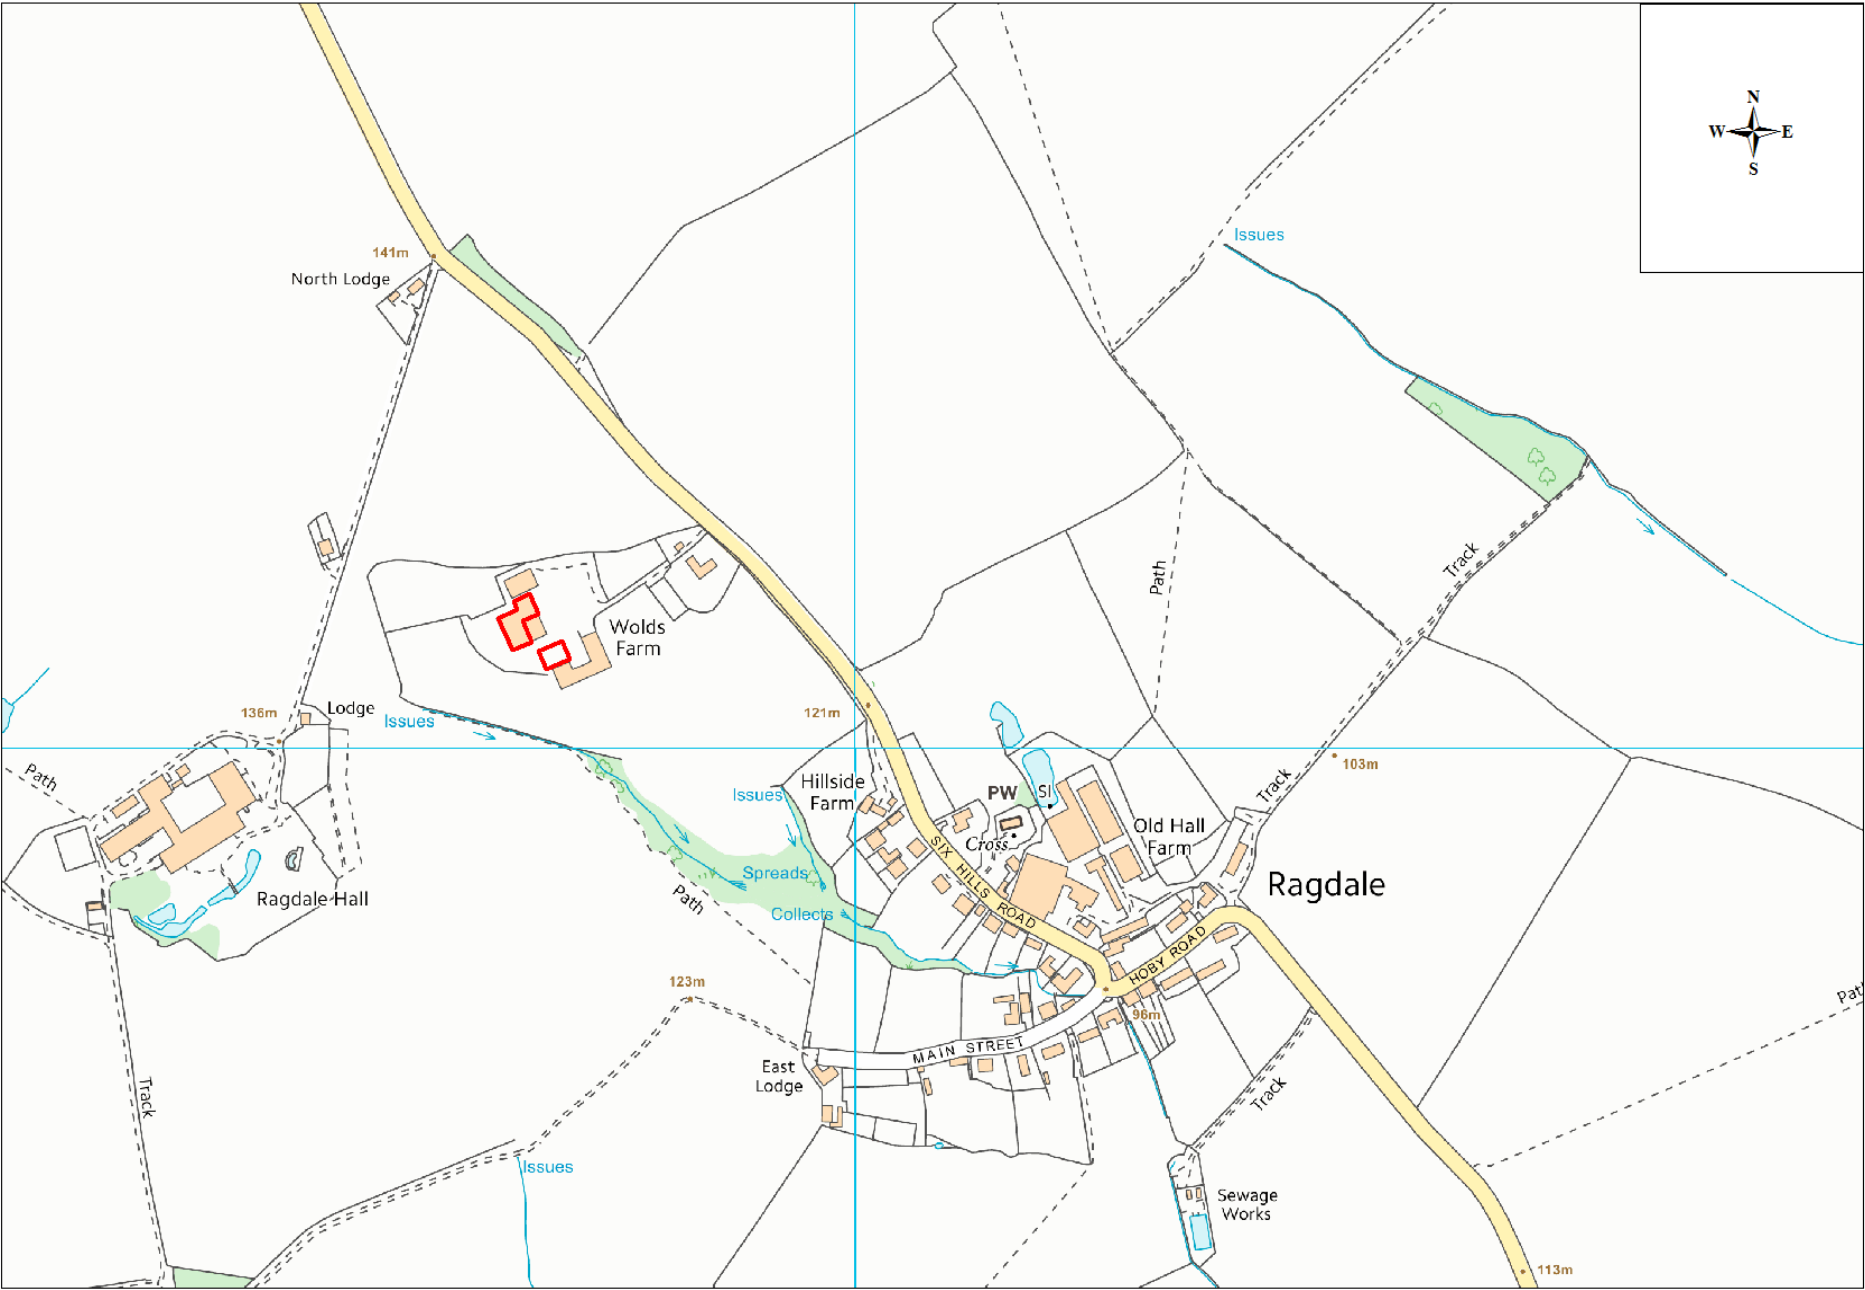 N
W E
S
Issues
141m
North Lodge
Track
Path
Wolds
Farm
Lodge
136m
Issues
121m
Path
103m
Track
Hillside
Farm
Issues
PW
SI
Cross
Old Hall
Farm
SIX HILLS ROAD
Ragdale
Spreads
Collects
Path
Ragdale Hall
HOBY ROAD
123m
96m
Path
MAIN STREET
East
Lodge
Track
Track
Issues
Sewage
Works
113m